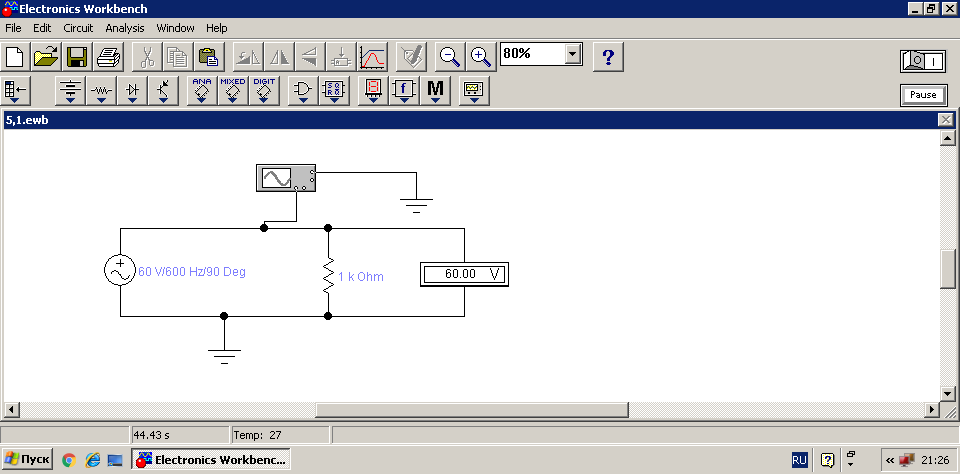 Electronics Workbench
File Edit Circuit Analysis Window Help
80%
?
ANA MIXED DIGIT
f M
Pause
5,1.ewb
60 V/600 Hz/90 Deg
1 k Ohm
60.00 V
44.43 s Temp: 27
Пуск Electronics Workbenc... RU ? « 21:26